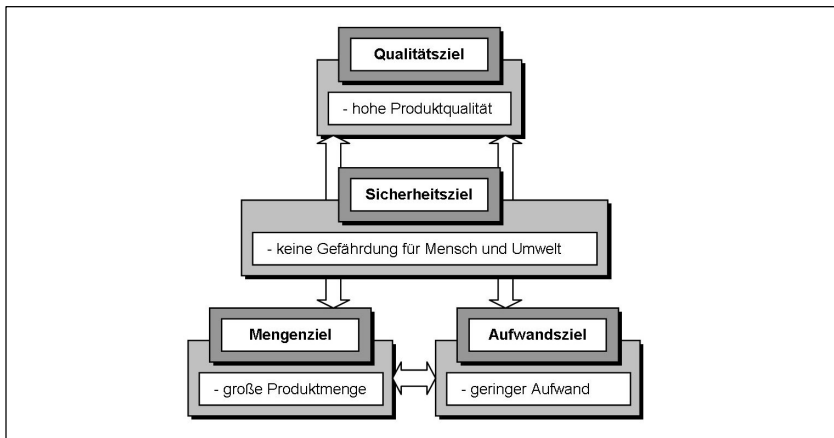 Qualitätsziel
- hohe Produktqualität
Sicherheitsziel
- keine Gefährdung für Mensch und Umwelt
Mengenziel
- große Produktmenge
Aufwandsziel
- geringer Aufwand